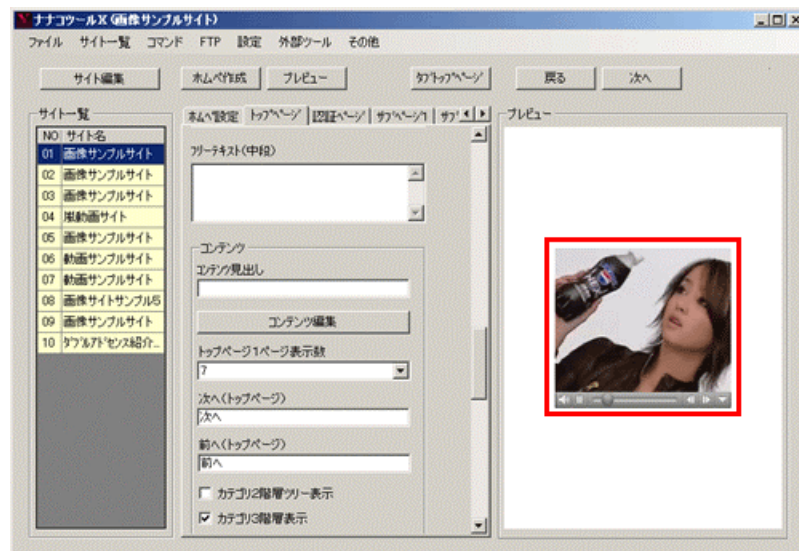 ナナコツールX (画像サンプルサイト)
ファイル サイト一覧 コマンド FTP 設定 外部ツール その他
サイト編集 ホムペ作成 プレビュー タブトップページ 戻る 次へ
サイト一覧
NO サイト名
01 画像サンプルサイト
02 画像サンプルサイト
03 画像サンプルサイト
04 嵐動画サイト
05 画像サンプルサイト
06 動画サンプルサイト
07 動画サンプルサイト
08 画像サイトサンプル5
09 画像サンプルサイト
10 ダブルアドセンス紹介...
ホムペ設定 トップページ 認証ページ サブページ1 サブ
フリーテキスト(中段)
コンテンツ
コンテンツ見出し
コンテンツ編集
トップページ1ページ表示数
7
次へ(トップページ)
次へ
前へ(トップページ)
前へ
カテゴリ2階層ツリー表示
カテゴリ3階層表示
プレビュー